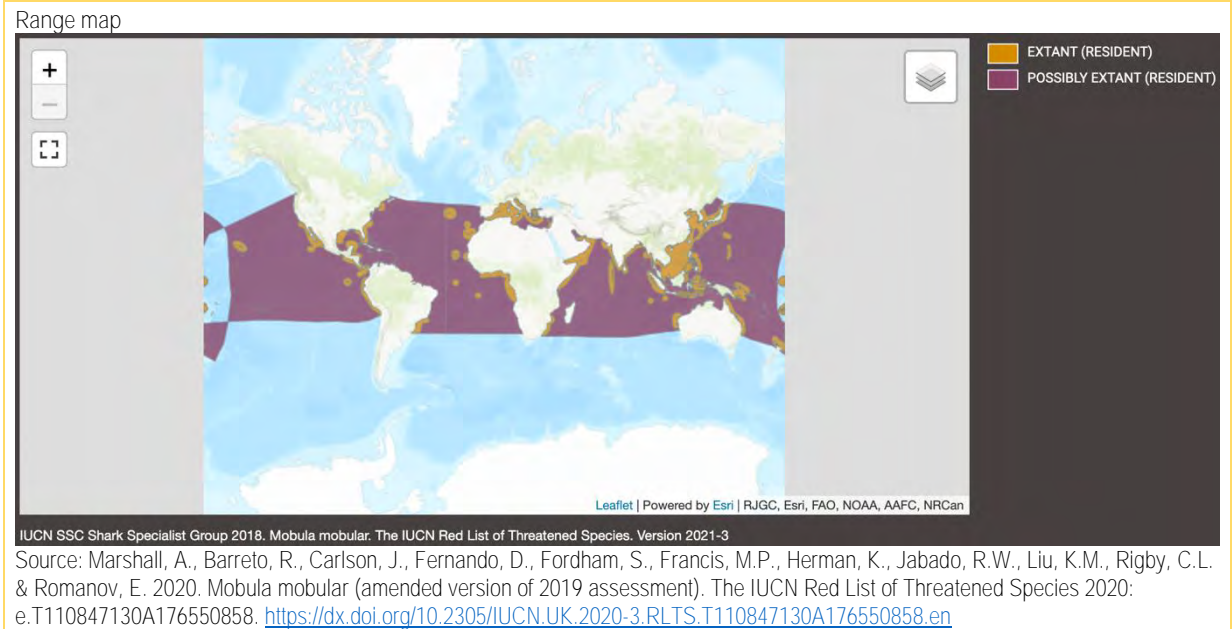 Range map
+
−
EXTANT (RESIDENT)
POSSIBLY EXTANT (RESIDENT)
Leaflet | Powered by Esri | RJGC, Esri, FAO, NOAA, AAFC, NRCan
IUCN SSC Shark Specialist Group 2018. Mobula mobular. The IUCN Red List of Threatened Species. Version 2021-3
Source: Marshall, A., Barreto, R., Carlson, J., Fernando, D., Fordham, S., Francis, M.P., Herman, K., Jabado, R.W., Liu, K.M., Rigby, C.L.
& Romanov, E. 2020. Mobula mobular (amended version of 2019 assessment). The IUCN Red List of Threatened Species 2020:
e.T110847130A176550858. https://dx.doi.org/10.2305/IUCN.UK.2020-3.RLTS.T110847130A176550858.en